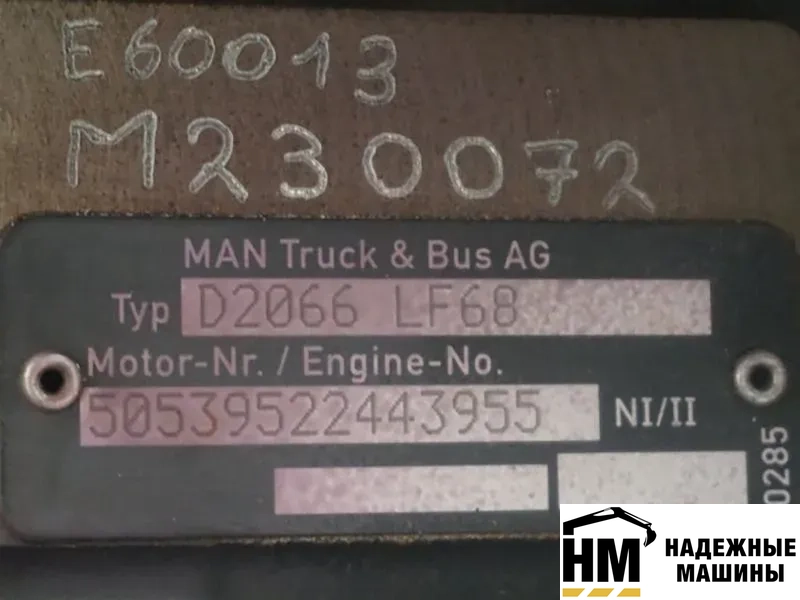 E60013
M230072
MAN Truck & Bus AG
Typ D2066 LF68
Motor-Nr. / Engine-No.
50539522443955 NI/II
0285
НМ НАДЕЖНЫЕ
МАШИНЫ